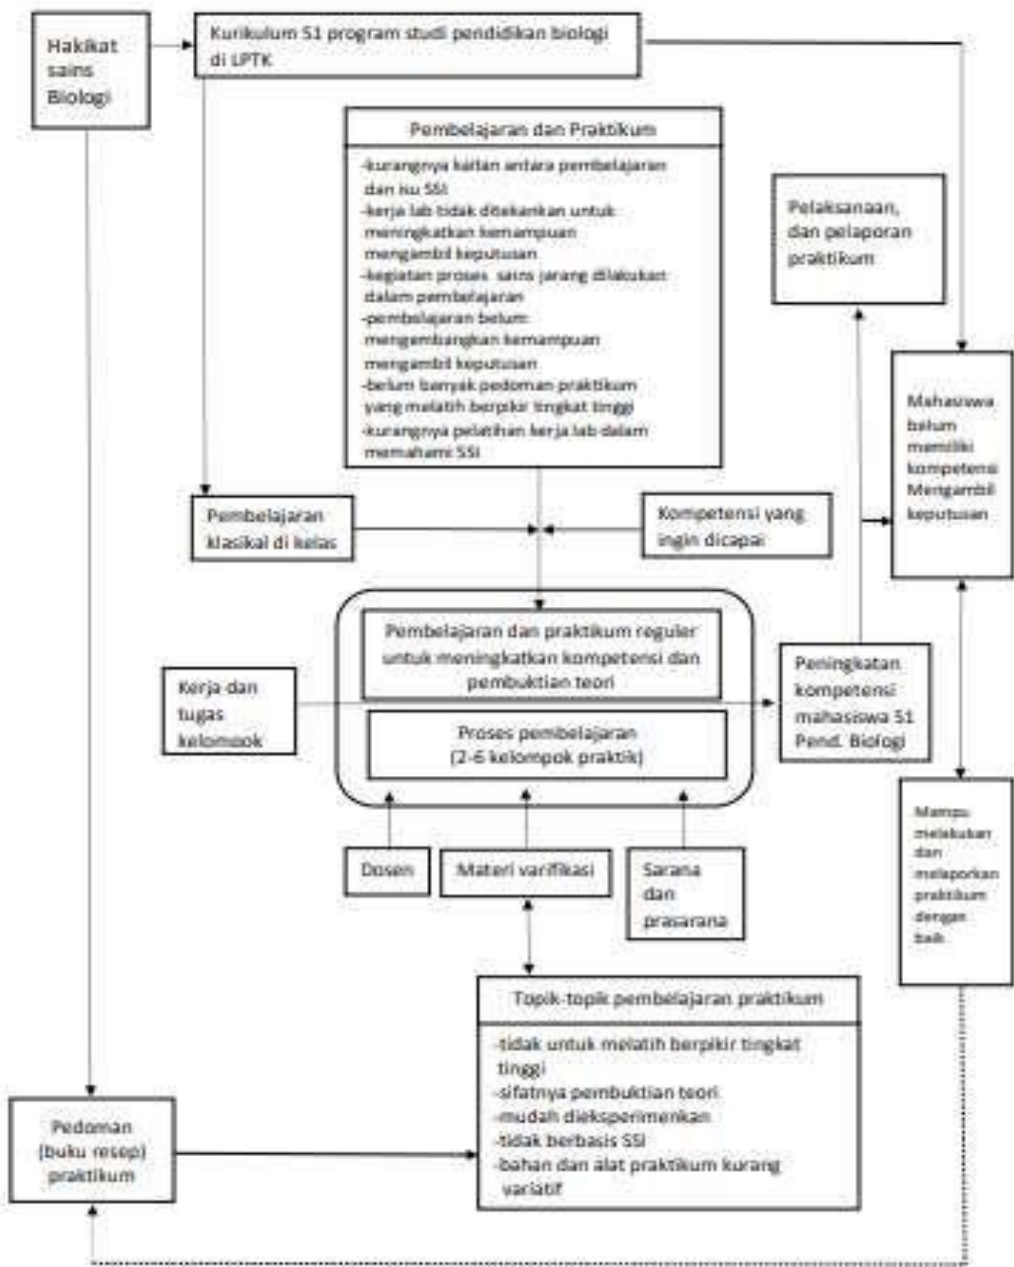 Hakikat
sains
Biologi
Kurikulum S1 program studi pendidikan biologi
di LPTK
Pembelajaran dan Praktikum
-kurangnya kaitan antara pembelajaran
dan isu SSI
-kerja lab tidak ditekankan untuk
meningkatkan kemampuan
mengambil keputusan
-kegiatan proses sains jarang dilakukan
dalam pembelajaran
-pembelajaran belum
mengembangkan kemampuan
mengambil keputusan
-belum banyak pedoman praktikum
yang melatih berpikir tingkat tinggi
-kurangnya pelatihan kerja lab dalam
memahami SSI
Pelaksanaan,
dan pelaporan
praktikum
Mahasiswa
belum
memiliki
kompetensi
Mengambil
keputusan
Pembelajaran
klasikal di kelas
Kompetensi yang
ingin dicapai
Pembelajaran dan praktikum reguler
untuk meningkatkan kompetensi dan
pembuktian teori
Kerja dan
tugas
kelompok
Proses pembelajaran
(2-6 kelompok praktik)
Peningkatan
kompetensi
mahasiswa S1
Pend. Biologi
Dosen
Materi varifikasi
Sarana
dan
prasarana
Mampu
melakukan
dan
melaporkan
praktikum
dengan
baik
Topik-topik pembelajaran praktikum
-tidak untuk melatih berpikir tingkat
tinggi
-sifatnya pembuktian teori
-mudah dieksperimenkan
-tidak berbasis SSI
-bahan dan alat praktikum kurang
variatif
Pedoman
(buku resep)
praktikum